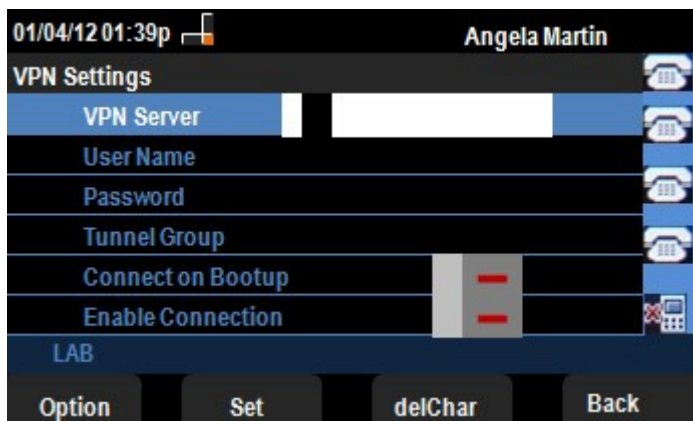 01/04/12 01:39p Angela Martin
VPN Settings
VPN Server
User Name
Password
Tunnel Group
Connect on Bootup
Enable Connection
LAB
Option Set delChar Back